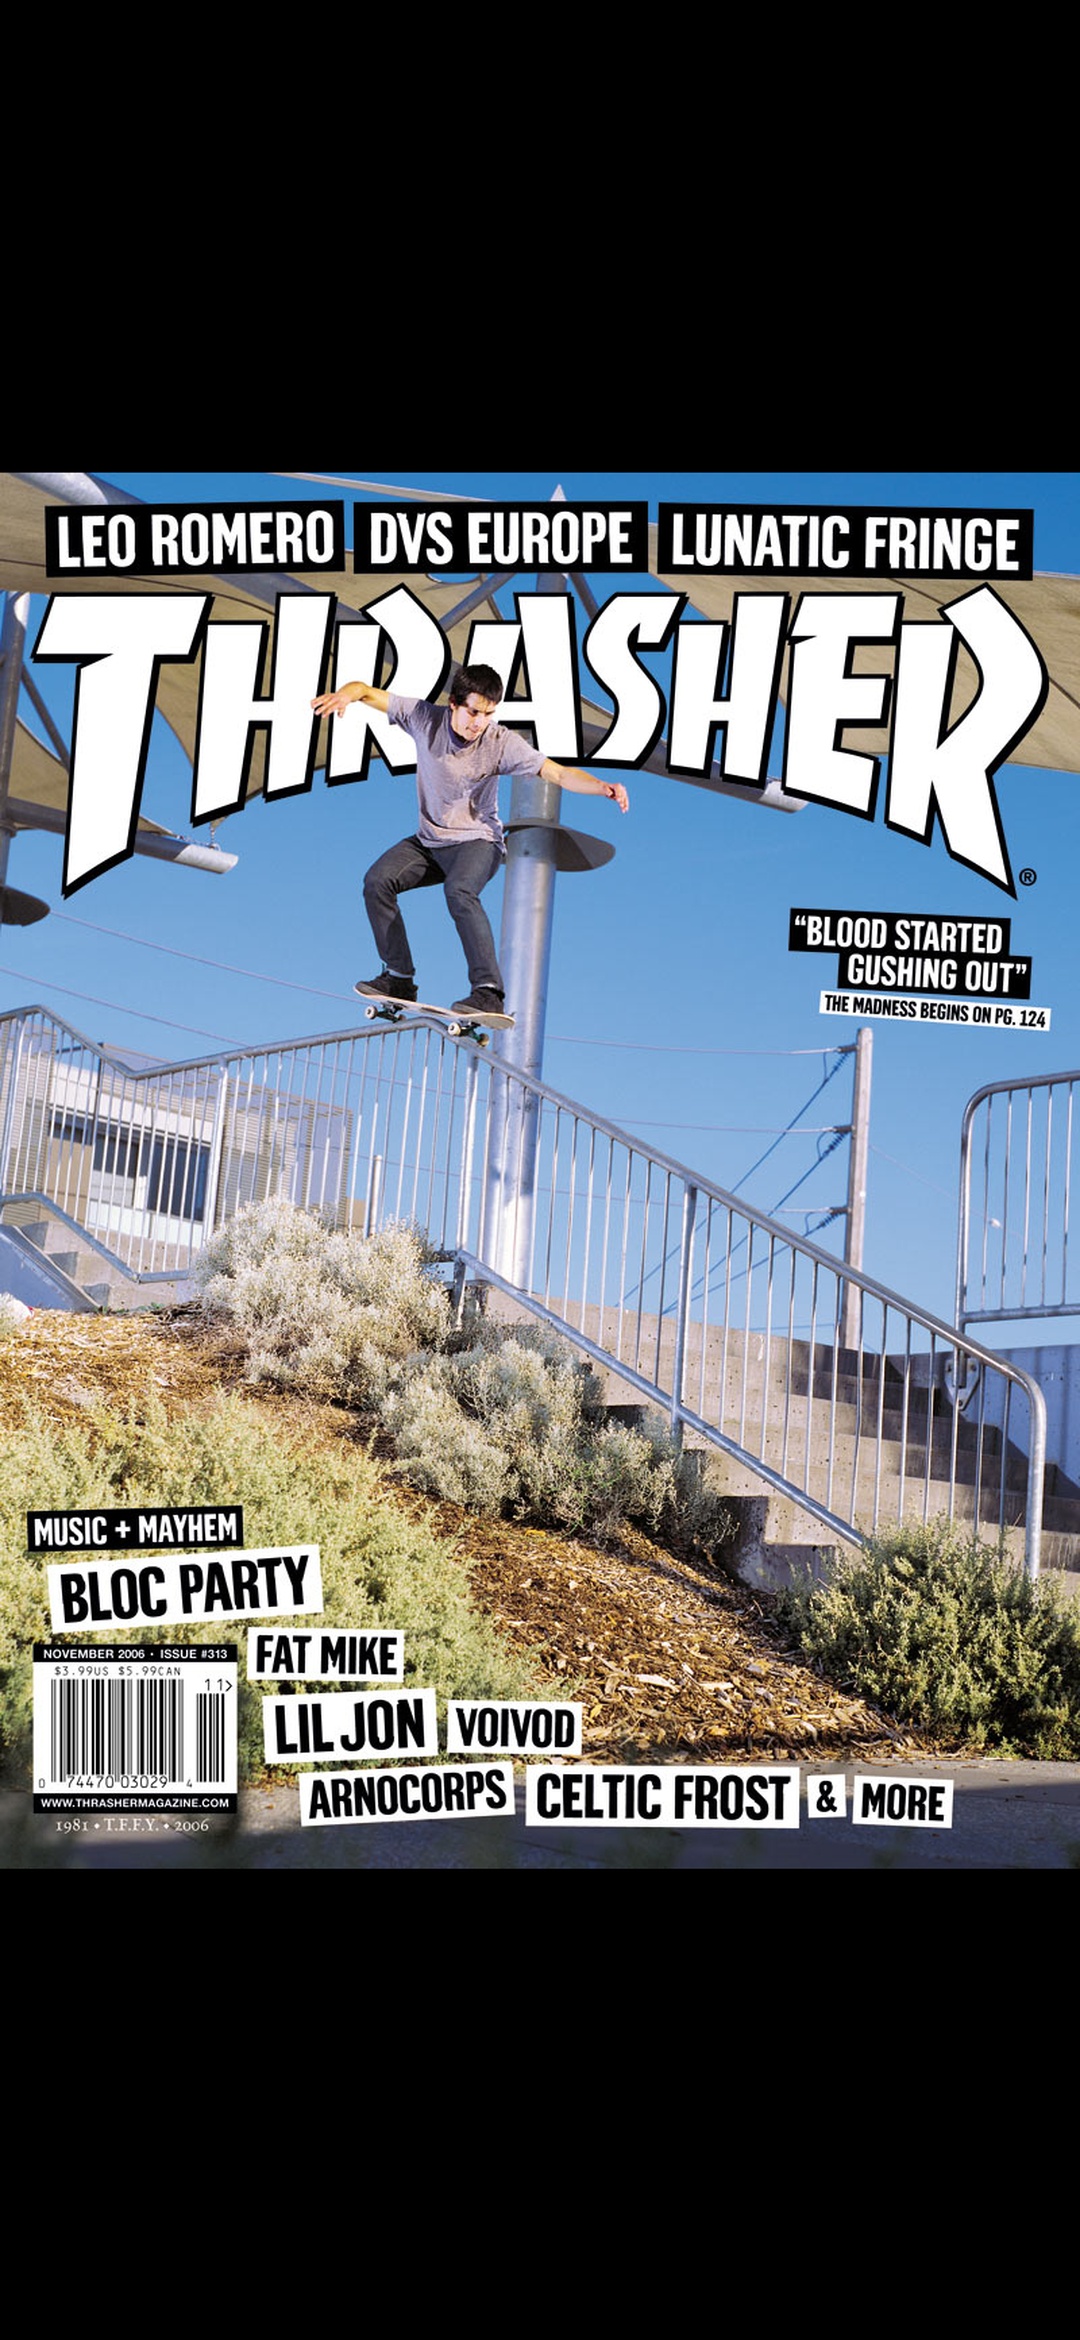 LEO ROMERO DVS EUROPE LUNATIC FRINGE
THRASHER®
“BLOOD STARTED
GUSHING OUT”
THE MADNESS BEGINS ON PG. 124
MUSIC + MAYHEM
BLOC PARTY
FAT MIKE
LIL JON VOIVOD
ARNOCORPS CELTIC FROST & MORE
NOVEMBER 2006 • ISSUE #313
$3.99US $5.99CAN
11>
0 74470 03029 4
WWW.THRASHERMAGAZINE.COM
1981 • T.F.F.Y. • 2006